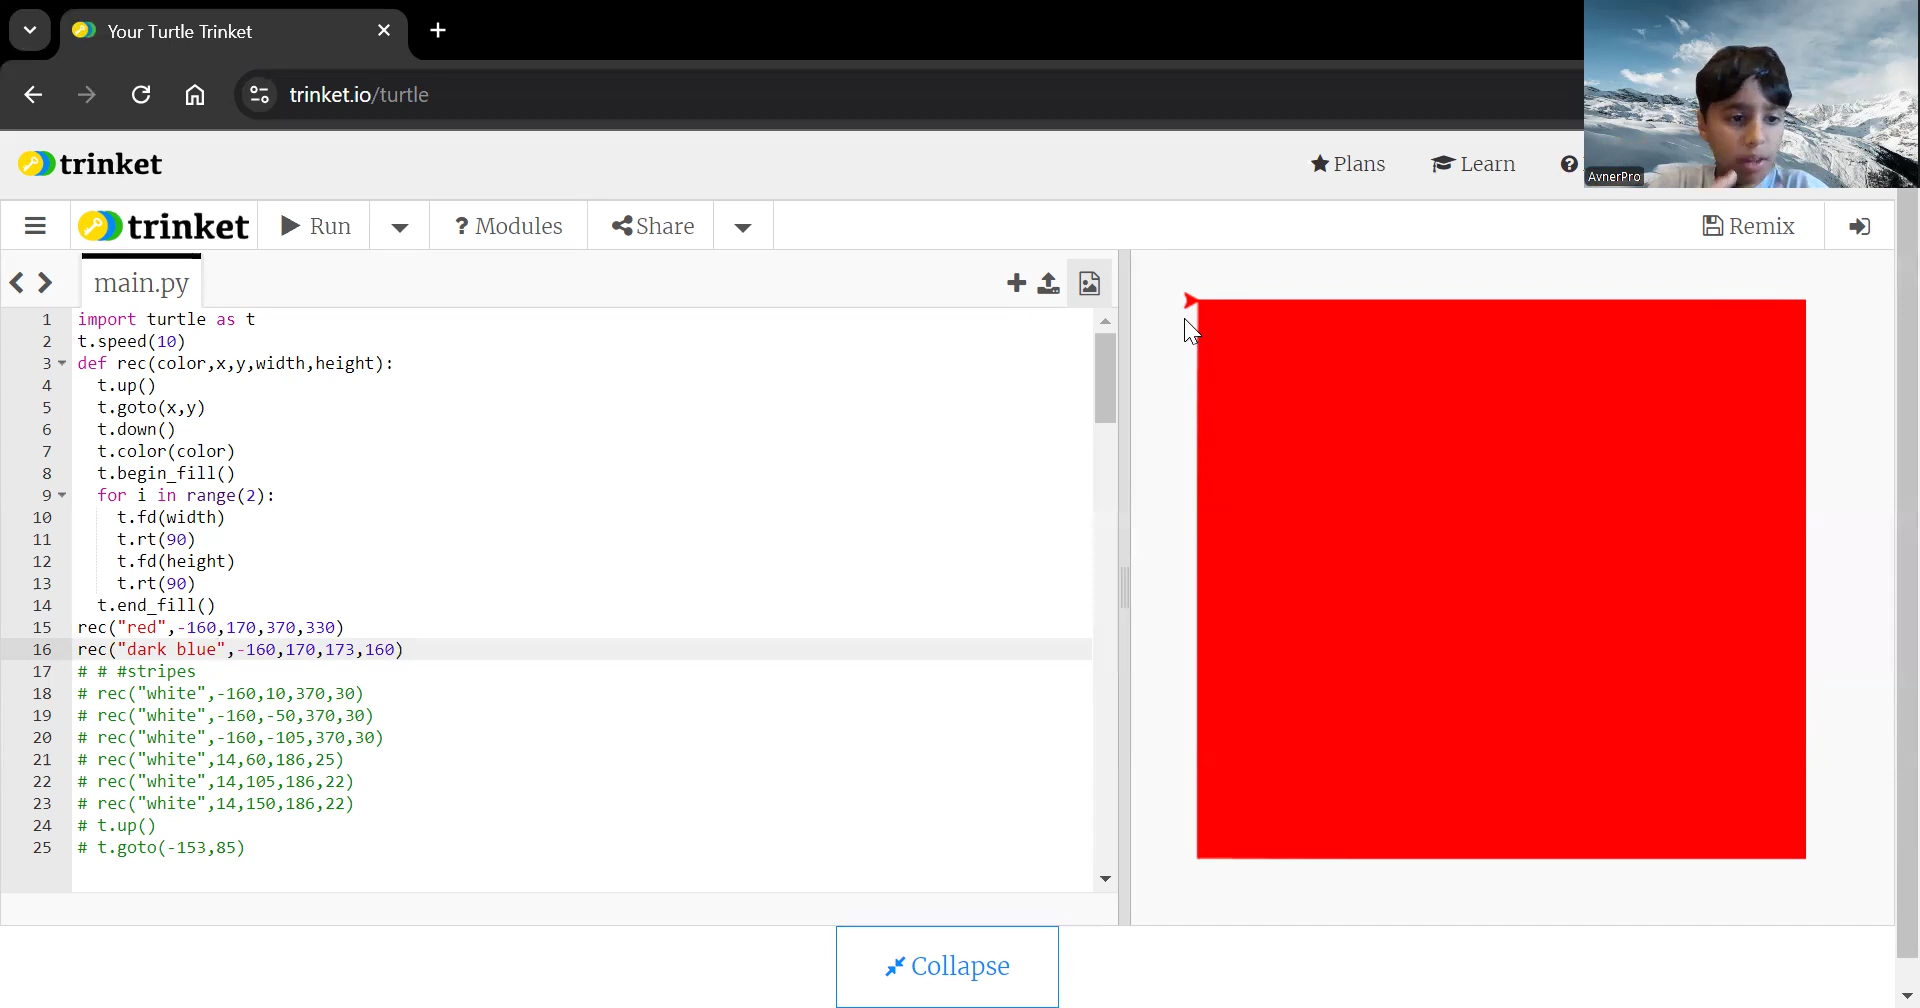 Your Turtle Trinket
trinket.io/turtle
trinket
Plans
Learn
AvnerPro
trinket
Run
? Modules
Share
Remix
main.py
1 import turtle as t
2 t.speed(10)
3 def rec(color,x,y,width,height):
4 t.up()
5 t.goto(x,y)
6 t.down()
7 t.color(color)
8 t.begin_fill()
9 for i in range(2):
10 t.fd(width)
11 t.rt(90)
12 t.fd(height)
13 t.rt(90)
14 t.end_fill()
15 rec("red",-160,170,370,330)
16 rec("dark blue",-160,170,173,160)
17 # # #stripes
18 # rec("white",-160,10,370,30)
19 # rec("white",-160,-50,370,30)
20 # rec("white",-160,-105,370,30)
21 # rec("white",14,60,186,25)
22 # rec("white",14,105,186,22)
23 # rec("white",14,150,186,22)
24 # t.up()
25 # t.goto(-153,85)
Collapse